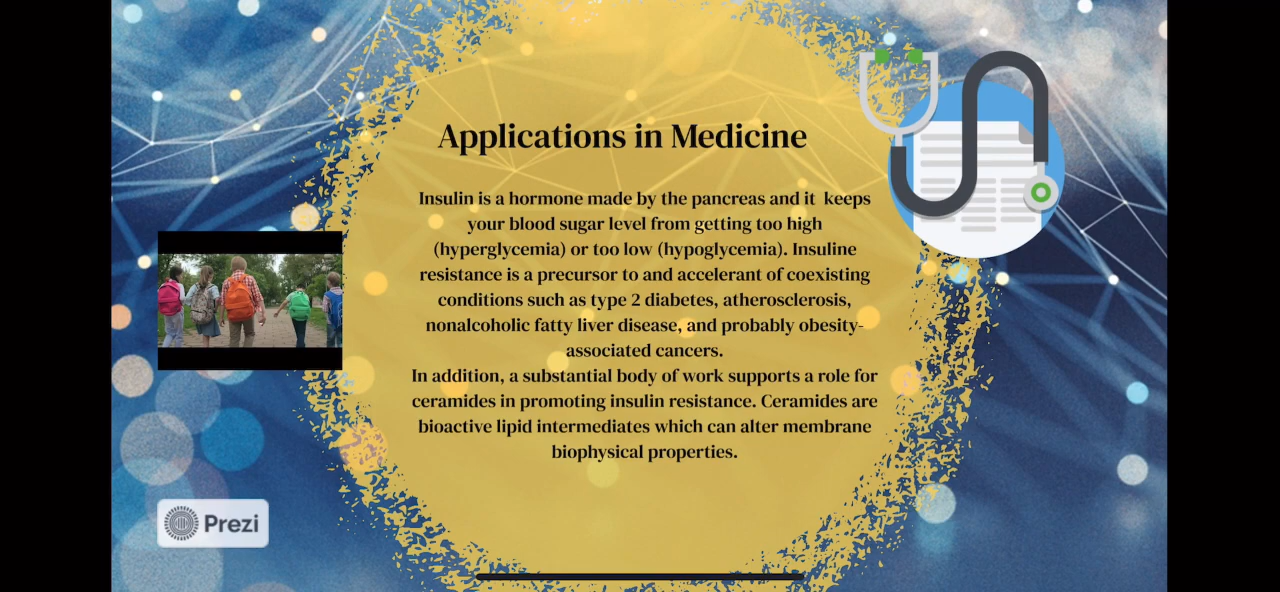 Applications in Medicine
Insulin is a hormone made by the pancreas and it  keeps
your blood sugar level from getting too high
(hyperglycemia) or too low (hypoglycemia). Insuline
resistance is a precursor to and accelerant of coexisting
conditions such as type 2 diabetes, atherosclerosis,
nonalcoholic fatty liver disease, and probably obesity-
associated cancers.
In addition, a substantial body of work supports a role for
ceramides in promoting insulin resistance. Ceramides are
bioactive lipid intermediates which can alter membrane
biophysical properties.
Prezi